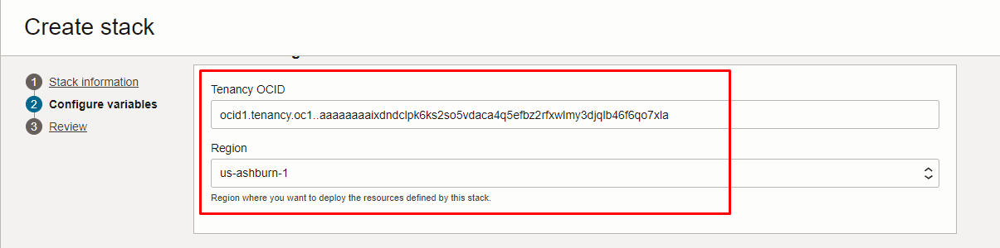 Create stack
1 Stack information
2 Configure variables
3 Review
Tenancy OCID
ocid1.tenancy.oc1..aaaaaaaaixdndclpk6ks2so5vdaca4q5efbz2rfxwlmy3djqlb46f6qo7xla
Region
us-ashburn-1
Region where you want to deploy the resources defined by this stack.